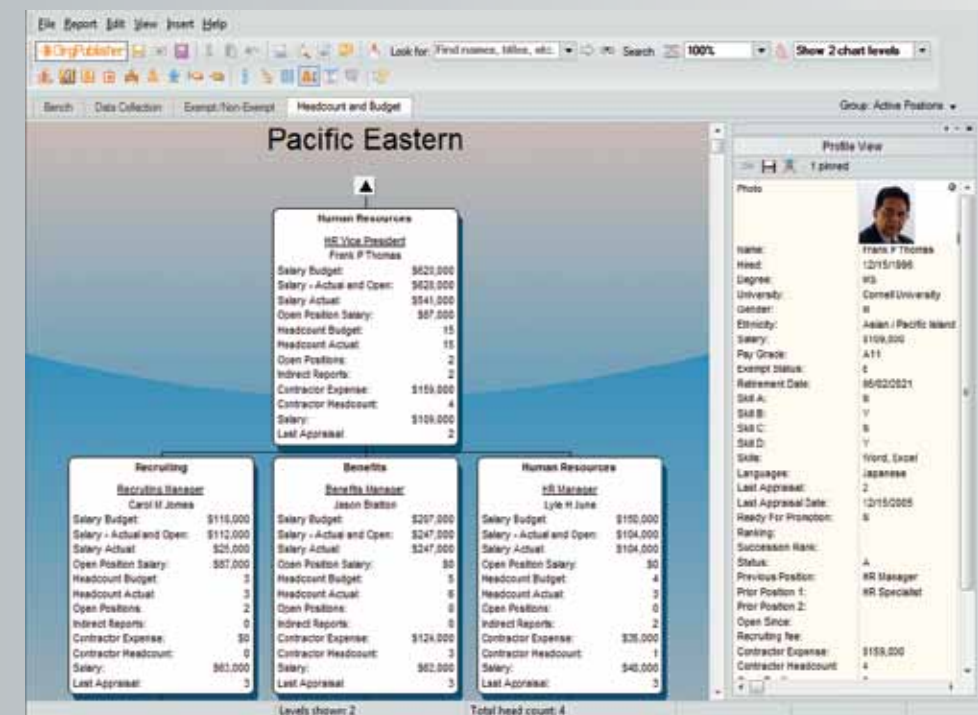 File Report Edit View Insert Help
OrgPublisher Look for: Find names, titles, etc. Search 100% Show 2 chart levels
Bench Data Collection Exempt/Non-Exempt Headcount and Budget Group: Active Positions
Pacific Eastern
Human Resources
HR Vice President
Frank P Thomas
Salary Budget:
Salary - Actual and Open:
Salary Actual: $541,000
Open Position Salary: $87,000
Headcount Budget: 15
Headcount Actual: 15
Open Positions: 2
Indirect Reports: 2
Contractor Expense: $159,000
Contractor Headcount: 4
Salary: $109,000
Last Appraisal: 2
Recruiting
Recruiting Manager
Carol M Jomes
Salary Budget:
Salary - Actual and Open: $112,000
Salary Actual: $25,000
Open Position Salary: $87,000
Headcount Budget: 3
Headcount Actual: 3
Open Positions: 2
Indirect Reports: 0
Contractor Expense: $0
Contractor Headcount: 0
Salary: $63,000
Last Appraisal: 3
Benefits
Benefits Manager
Jason Bratton
Salary Budget:
Salary - Actual and Open: $247,000
Salary Actual: $247,000
Open Position Salary: $0
Headcount Budget: 5
Headcount Actual: 6
Open Positions: 0
Indirect Reports: 0
Contractor Expense: $124,000
Contractor Headcount: 3
Salary: $62,000
Last Appraisal: 3
Human Resources
HR Manager
Lyle H June
Salary Budget: $150,000
Salary - Actual and Open: $104,000
Salary Actual: $104,000
Open Position Salary: $0
Headcount Budget: 4
Headcount Actual: 3
Open Positions: 0
Indirect Reports: 2
Contractor Expense: $35,000
Contractor Headcount: 1
Salary: $40,000
Last Appraisal: 3
Profile View
1 pinned
Photo
Name: Frank P Thomas
Hired: 12/15/1996
Degree: MS
University: Cornell University
Gender: M
Ethnicity: Asian / Pacific Island
Salary: $109,000
Pay Grade: A11
Exempt Status: E
Retirement Date: 
Skill A:
Skill B: Y
Skill C:
Skill D: Y
Skills: Word, Excel
Languages: Japanese
Last Appraisal: 2
Last Appraisal Date: 12/15/2005
Ready For Promotion:
Ranking:
Succession Rank:
Status: A
Previous Position: HR Manager
Prior Position 1: HR Specialist
Prior Position 2:
Open Since:
Recruiting fee:
Contractor Expense: $159,000
Contractor Headcount 4
Levels shown: 2 Total head count: 4